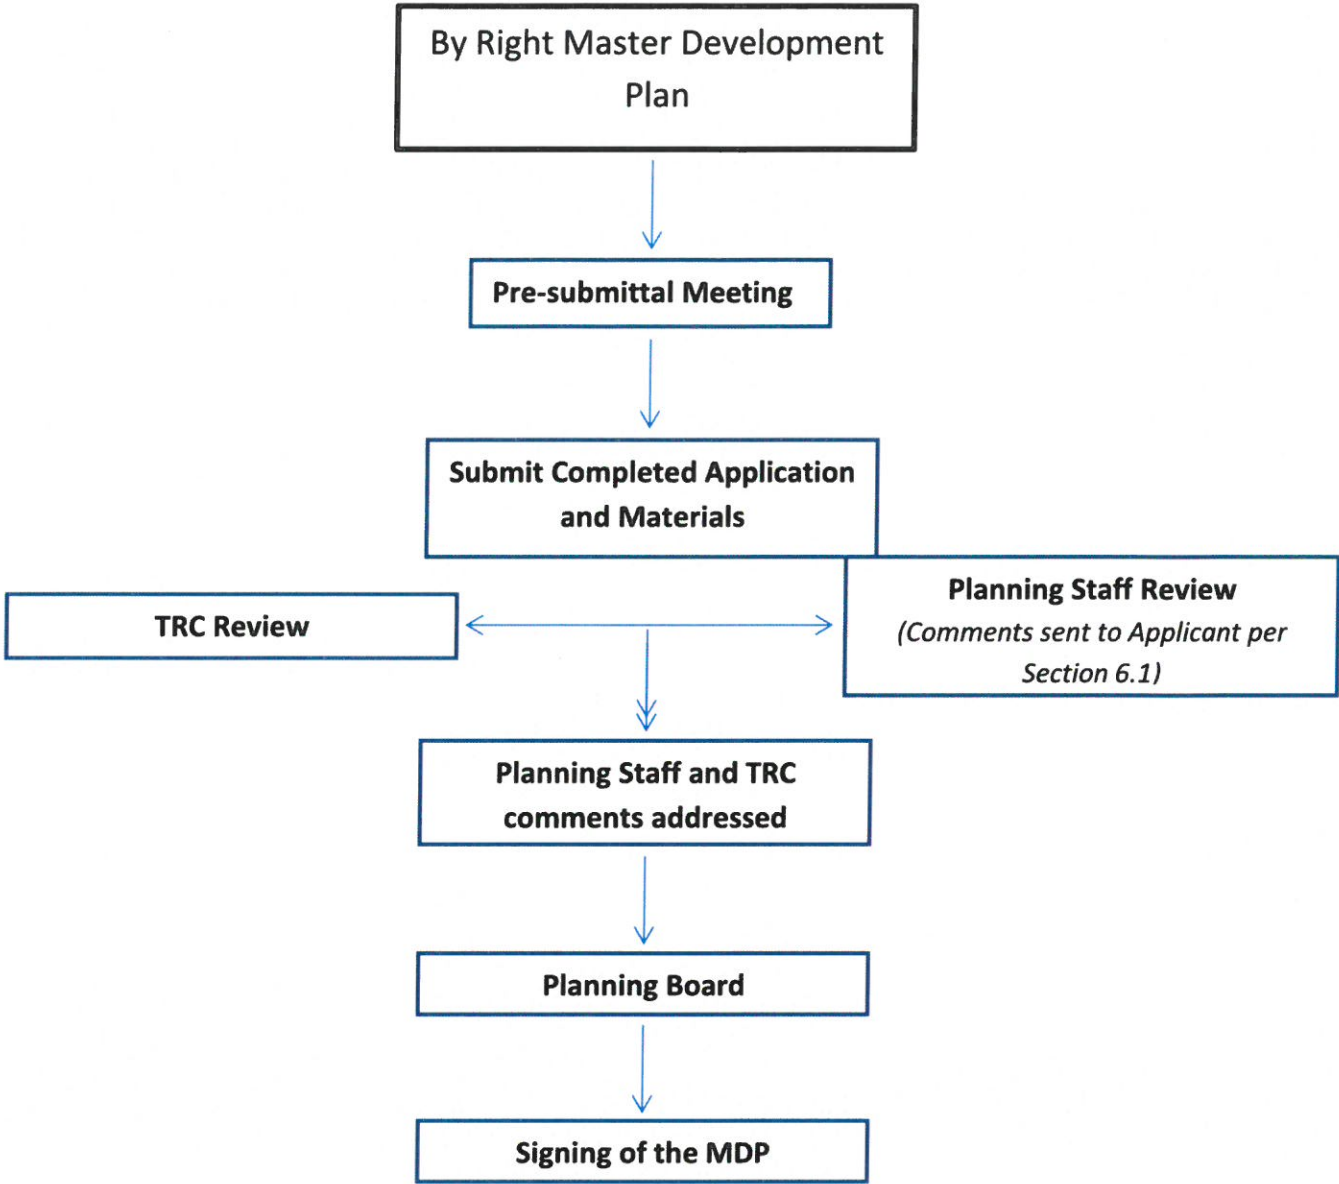 By Right Master Development
Plan
Pre-submittal Meeting
Submit Completed Application
and Materials
TRC Review
Planning Staff Review
(Comments sent to Applicant per
Section 6.1)
Planning Staff and TRC
comments addressed
Planning Board
Signing of the MDP